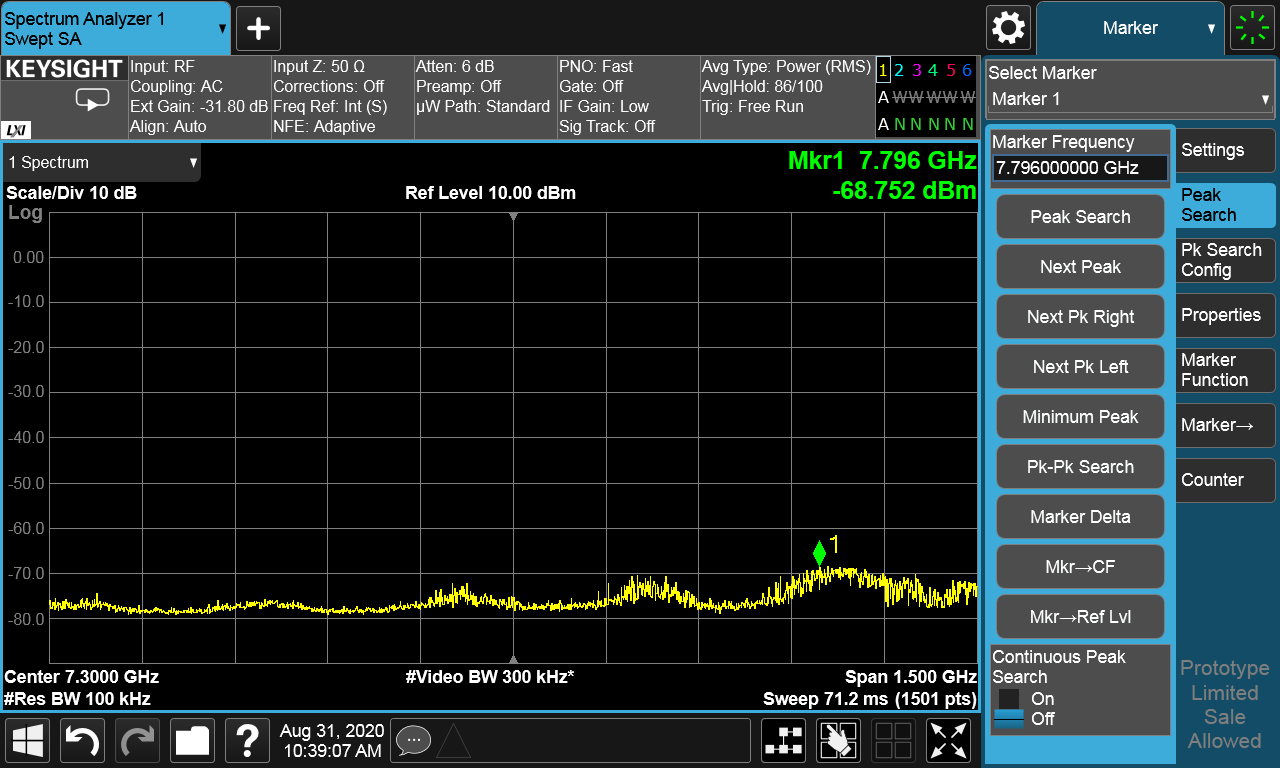 Spectrum Analyzer 1
Swept SA
Marker
KEYSIGHT
LXI
Input: RF
Coupling: AC
Ext Gain: -31.80 dB
Align: Auto
Input Z: 50 Ω
Corrections: Off
Freq Ref: Int (S)
NFE: Adaptive
Atten: 6 dB
Preamp: Off
µW Path: Standard
PNO: Fast
Gate: Off
IF Gain: Low
Sig Track: Off
Avg Type: Power (RMS)
Avg|Hold: 86/100
Trig: Free Run
1 2 3 4 5 6
A W W W W W
A N N N N N
Select Marker
Marker 1
1 Spectrum
Mkr1 7.796 GHz
-68.752 dBm
Scale/Div 10 dB
Ref Level 10.00 dBm
Log
0.00
-10.0
-20.0
-30.0
-40.0
-50.0
-60.0
-70.0
-80.0
1
Center 7.3000 GHz
#Video BW 300 kHz*
Span 1.500 GHz
#Res BW 100 kHz
Sweep 71.2 ms (1501 pts)
Marker Frequency
7.796000000 GHz
Peak Search
Next Peak
Next Pk Right
Next Pk Left
Minimum Peak
Pk-Pk Search
Marker Delta
Mkr→CF
Mkr→Ref Lvl
Continuous Peak
Search
On
Off
Settings
Peak
Search
Pk Search
Config
Properties
Marker
Function
Marker→
Counter
Prototype
Limited
Sale
Allowed
?
Aug 31, 2020
10:39:07 AM